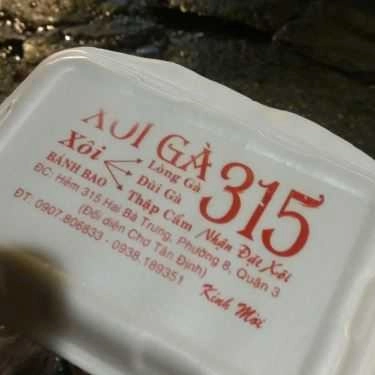 XÔI GÀ 315
Xôi Lòng Gà
Đùi Gà
BÁNH BAO Thập Cẩm Nhận Đặt Xôi
ĐC: Hẻm 315 Hai Bà Trưng, Phường 8, Quận 3
(Đối diện Chợ Tân Định)
ĐT: 0907.806833 - 0938.189351
Kính Mời